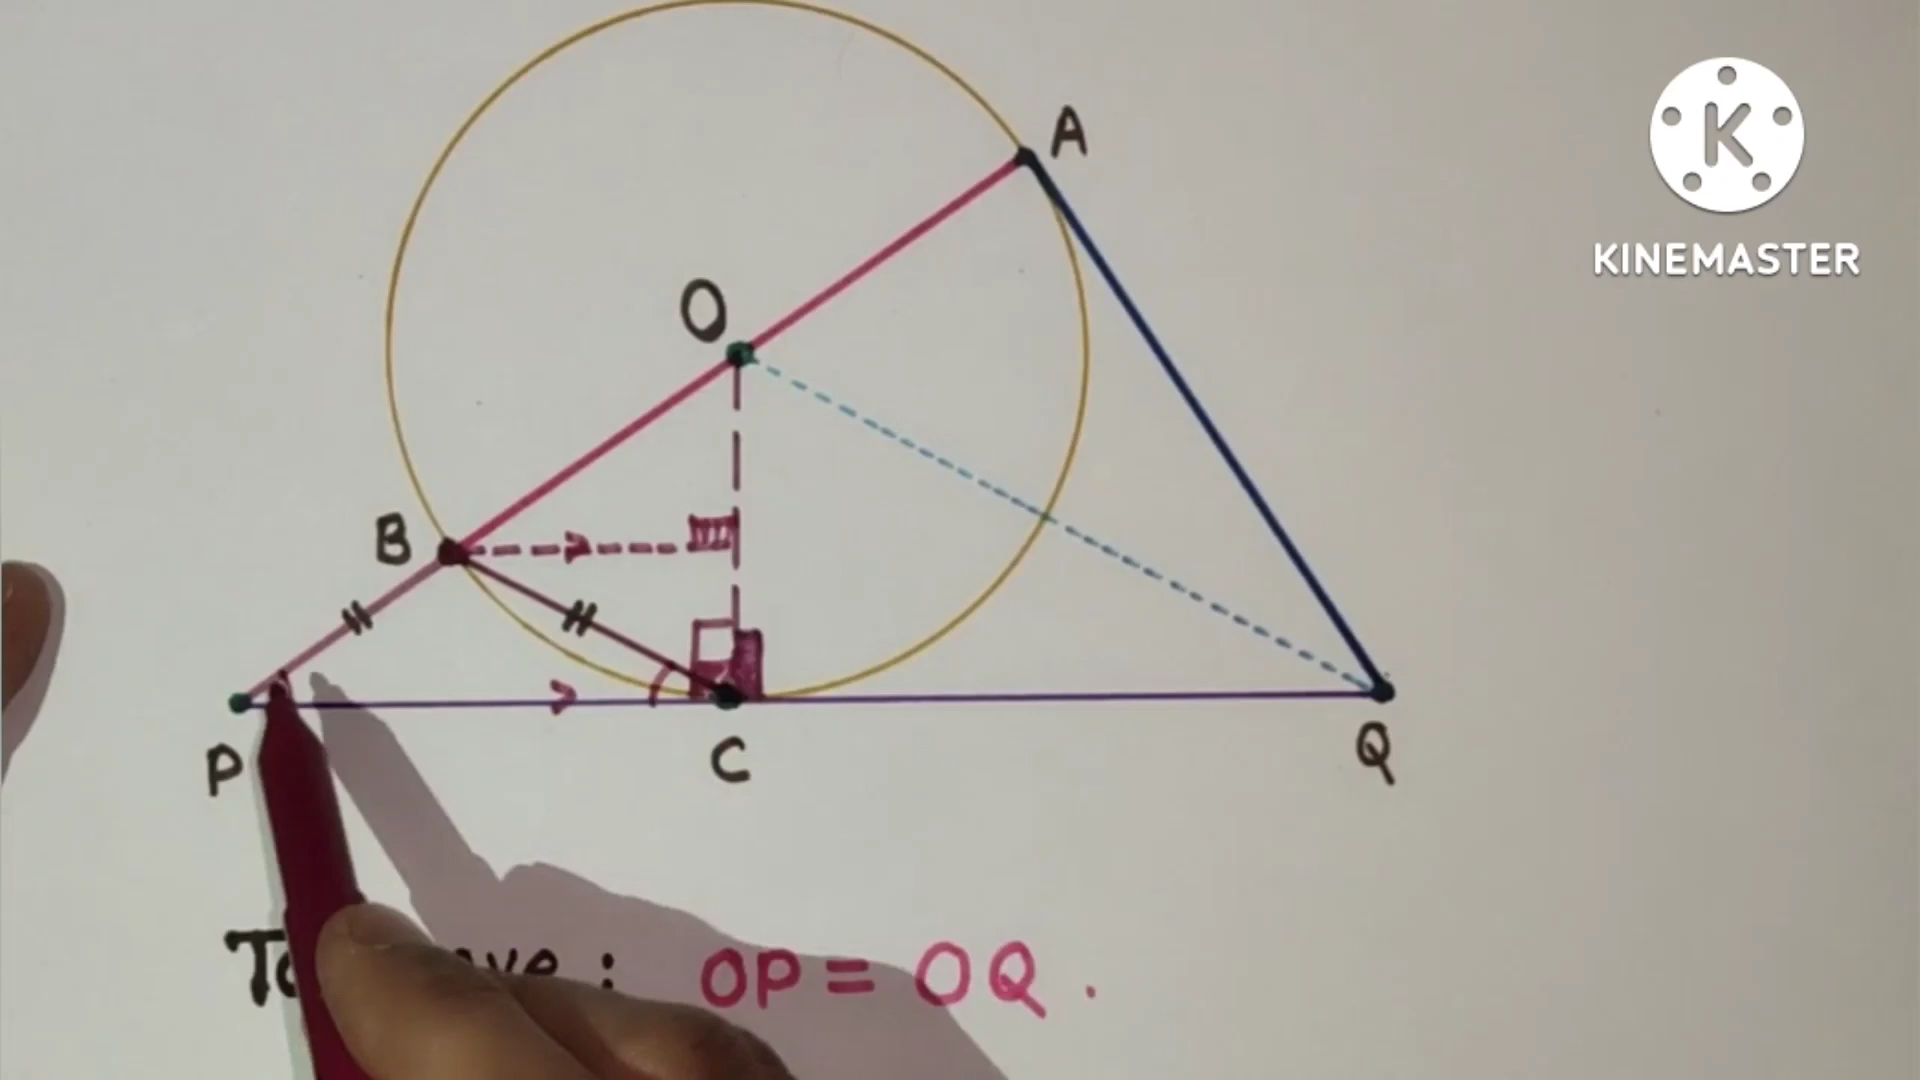 A
K
KINEMASTER
O
B
P
C
Q
: OP = OQ .